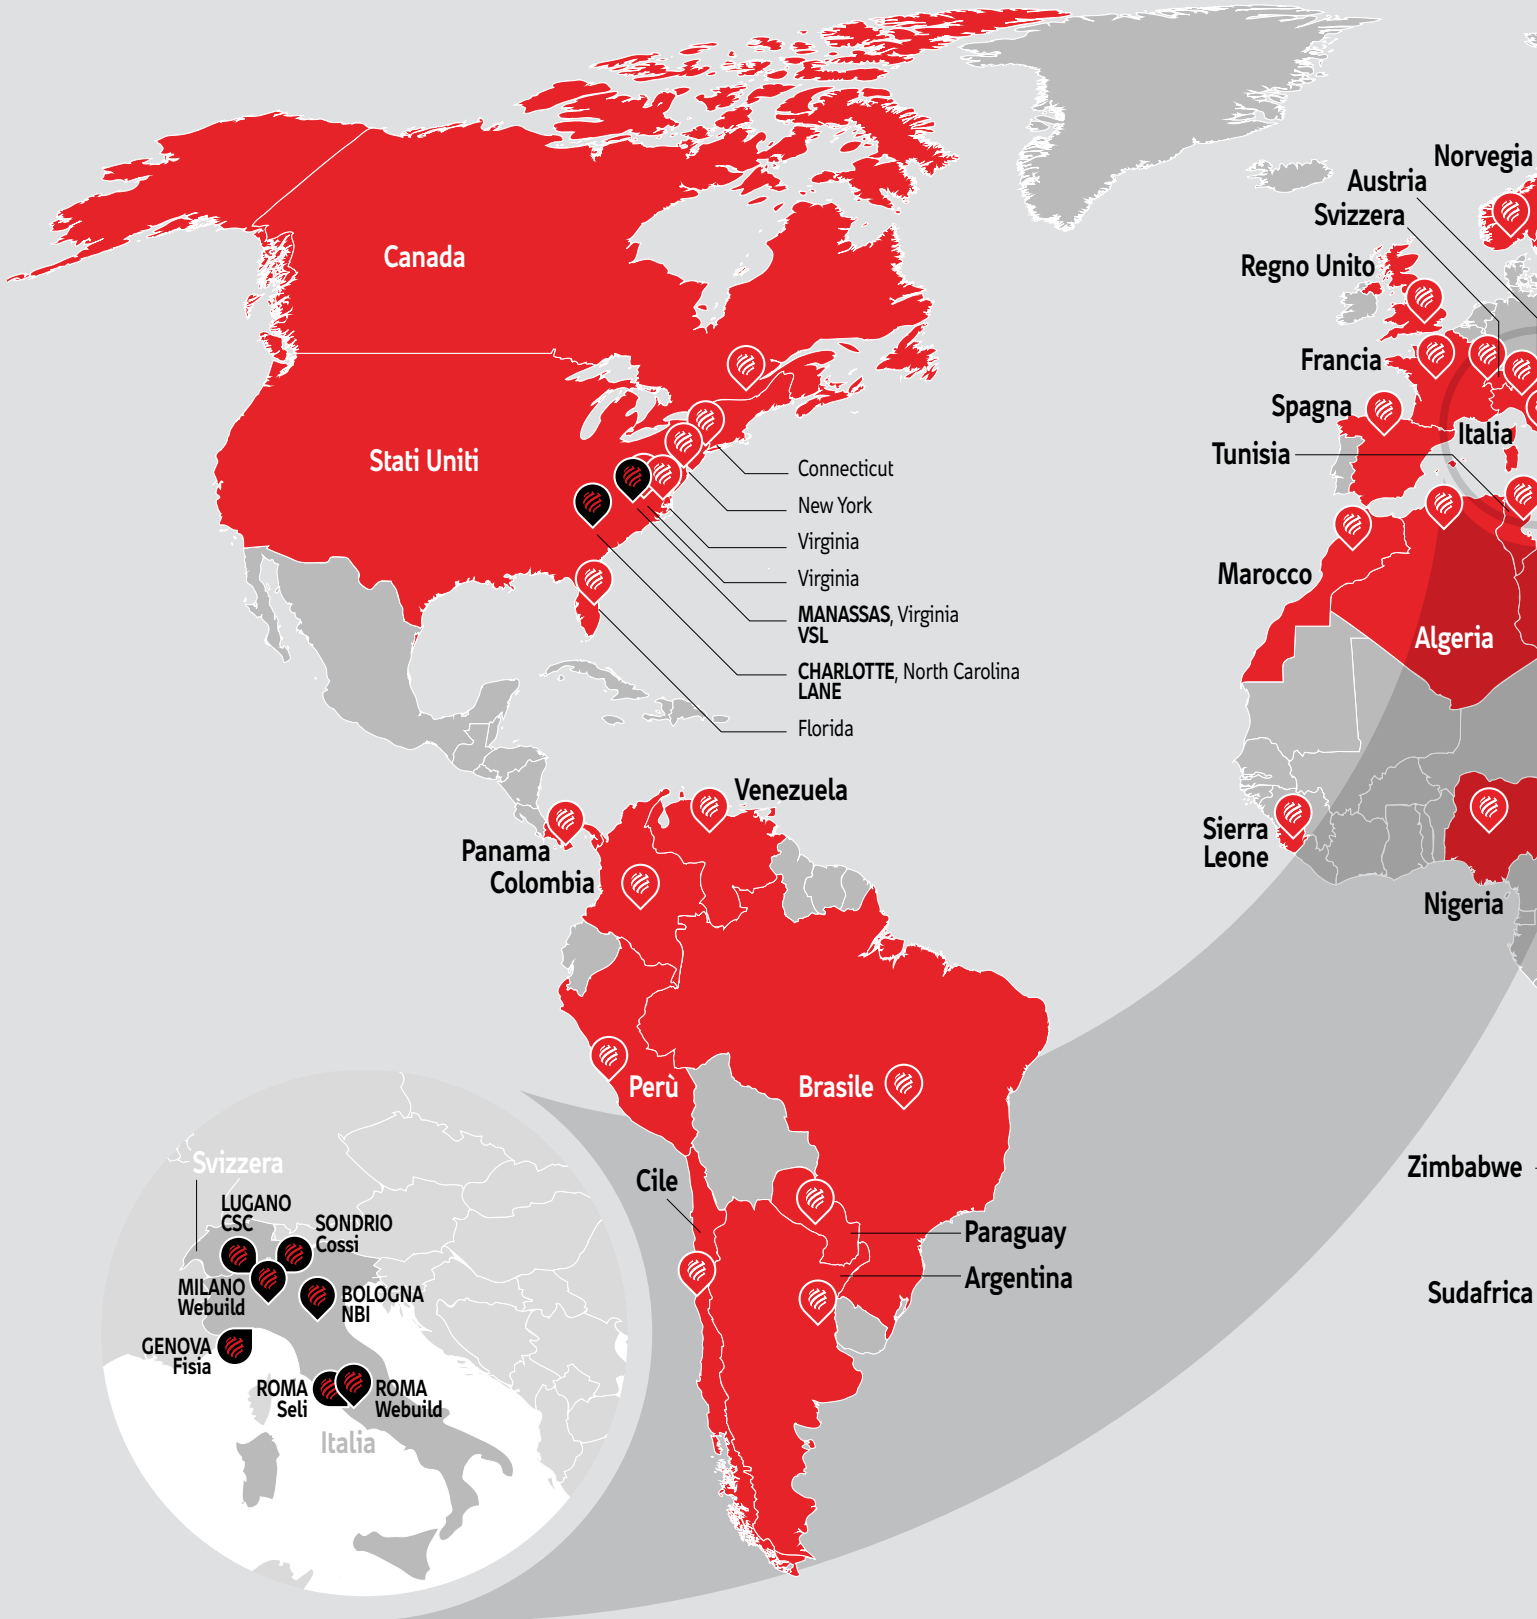 Canada
Stati Uniti
Connecticut
New York
Virginia
Virginia
MANASSAS, Virginia
VSL
CHARLOTTE, North Carolina
LANE
Florida
Venezuela
Panama
Colombia
Perù
Brasile
Cile
Paraguay
Argentina
Norvegia
Austria
Svizzera
Regno Unito
Francia
Spagna
Italia
Tunisia
Marocco
Algeria
Sierra
Leone
Nigeria
Zimbabwe
Sudafrica
Svizzera
LUGANO
CSC
SONDRIO
Cossi
MILANO
Webuild
BOLOGNA
NBI
GENOVA
Fisia
ROMA
Seli
ROMA
Webuild
Italia